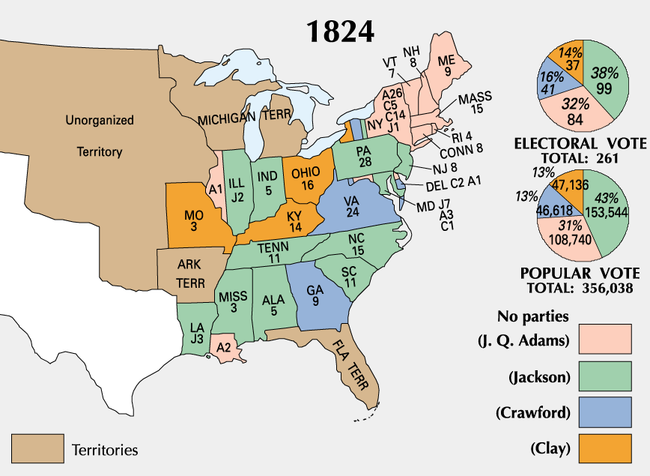 1824
Unorganized
Territory
MICHIGAN TERR
VT
7
NH
8
ME
9
A26
C5
C14
J1
NY
MASS
15
RI 4
CONN 8
NJ 8
DEL C2 A1
MD J7
A3
C1
PA
28
OHIO
16
IND
5
ILL
J2
A1
MO
3
KY
14
VA
24
TENN
11
NC
15
SC
11
ARK
TERR
MISS
3
ALA
5
GA
9
LA
J3
A2
FLA TERR
Territories
14%
37
38%
99
16%
41
32%
84
ELECTORAL VOTE
TOTAL: 261
13%
47,136
43%
153,544
13%
46,618
31%
108,740
POPULAR VOTE
TOTAL: 356,038
No parties
(J. Q. Adams)
(Jackson)
(Crawford)
(Clay)